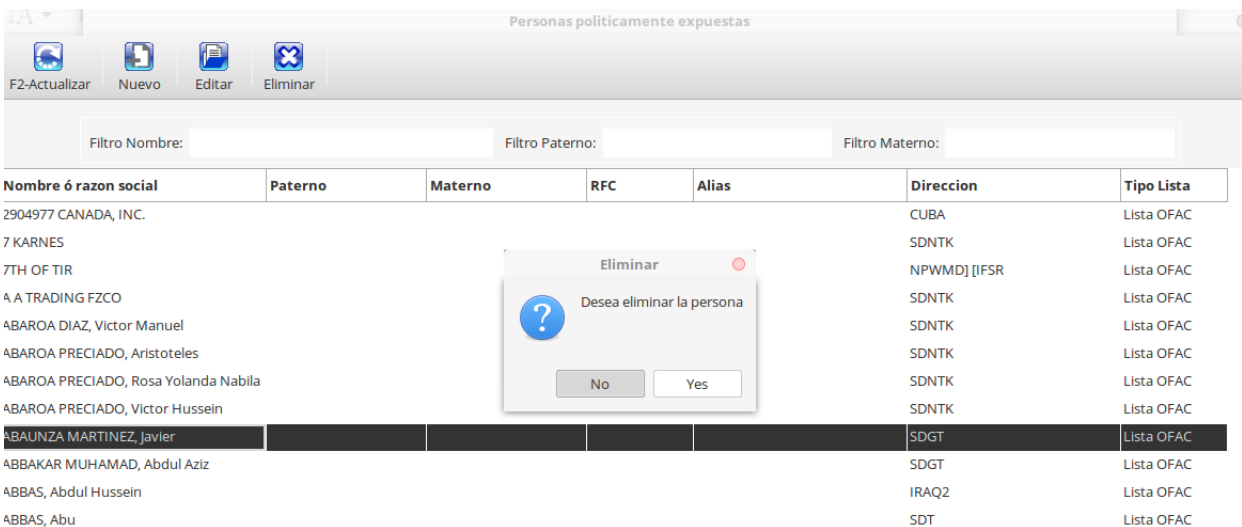 Personas politicamente expuestas
F2-Actualizar Nuevo Editar Eliminar
Filtro Nombre: Filtro Paterno: Filtro Materno:
Nombre ó razon social Paterno Materno RFC Alias Direccion Tipo Lista
2904977 CANADA, INC. CUBA Lista OFAC
7 KARNES SDNTK Lista OFAC
7TH OF TIR NPWMD] [IFSR Lista OFAC
A A TRADING FZCO SDNTK Lista OFAC
ABAROA DIAZ, Victor Manuel SDNTK Lista OFAC
ABAROA PRECIADO, Aristoteles SDNTK Lista OFAC
ABAROA PRECIADO, Rosa Yolanda Nabila SDNTK Lista OFAC
ABAROA PRECIADO, Victor Hussein SDNTK Lista OFAC
ABAUNZA MARTINEZ, Javier SDGT Lista OFAC
ABBAKAR MUHAMAD, Abdul Aziz SDGT Lista OFAC
ABBAS, Abdul Hussein IRAQ2 Lista OFAC
ABBAS, Abu SDT Lista OFAC
Eliminar
Desea eliminar la persona
No Yes